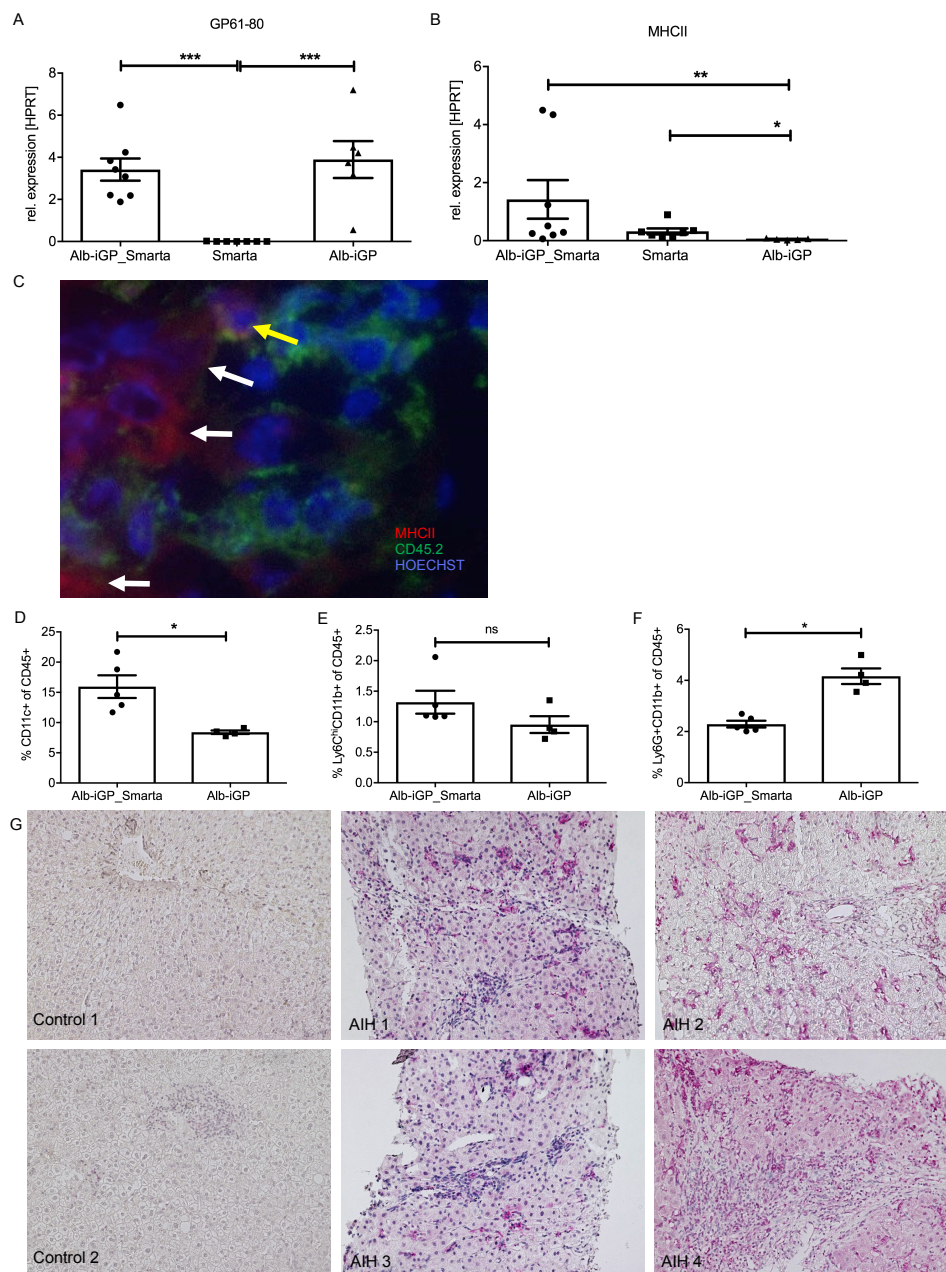 A
GP61-80
***
***
rel. expression [HPRT]
8
6
4
2
0
Alb-iGP_Smarta
Smarta
Alb-iGP
B
MHCII
**
*
rel. expression [HPRT]
6
4
2
0
Alb-iGP_Smarta
Smarta
Alb-iGP
C
MHCII
CD45.2
HOECHST
D
*
% CD11c+ of CD45+
25
20
15
10
5
0
Alb-iGP_Smarta
Alb-iGP
E
ns
% Ly6ChiCD11b+ of CD45+
2.5
2.0
1.5
1.0
0.5
0.0
Alb-iGP_Smarta
Alb-iGP
F
*
% Ly6G+CD11b+ of CD45+
6
4
2
0
Alb-iGP_Smarta
Alb-iGP
G
Control 1
AIH 1
AIH 2
Control 2
AIH 3
AIH 4